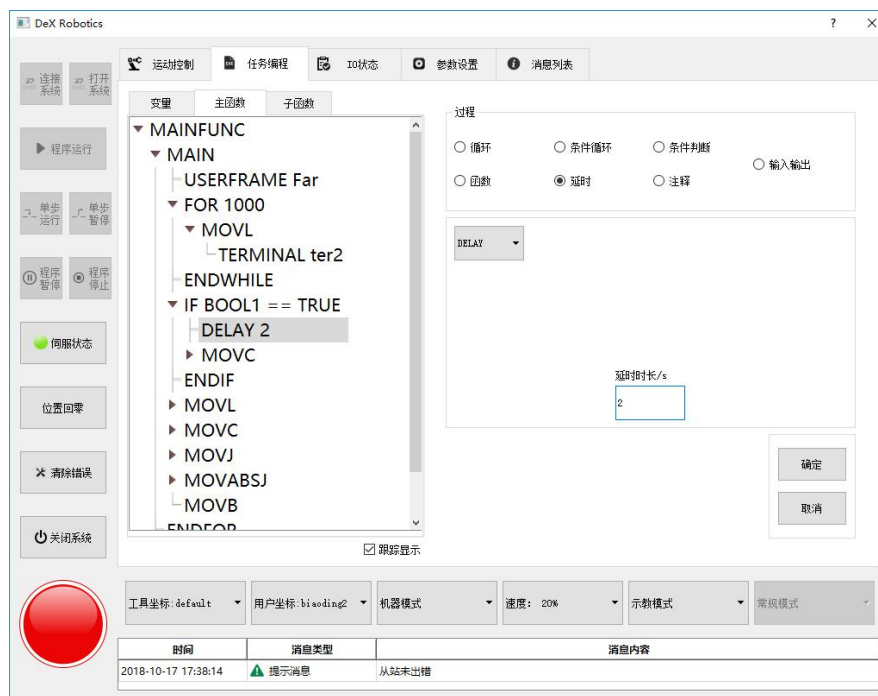 DeX Robotics
运动控制 任务编程 IO状态 参数设置 消息列表
连接系统 打开系统
程序运行
单步运行 单步暂停
程序暂停 程序停止
伺服状态
位置回零
清除错误
关闭系统
变量 主函数 子函数
MAINFUNC
MAIN
USERFRAME Far
FOR 1000
MOVL
TERMINAL ter2
ENDWHILE
IF BOOL1 == TRUE
DELAY 2
MOVC
ENDIF
MOVL
MOVC
MOVJ
MOVABSJ
MOVB
ENDFOR
跟踪显示
过程
循环 条件循环 条件判断 输入输出
函数 延时 注释
DELAY
延时时长/s
2
确定
取消
工具坐标:default 用户坐标:biaoding2 机器模式 速度: 20% 示教模式 常规模式
时间 消息类型 消息内容
2018-10-17 17:38:14 提示消息 从站未出错